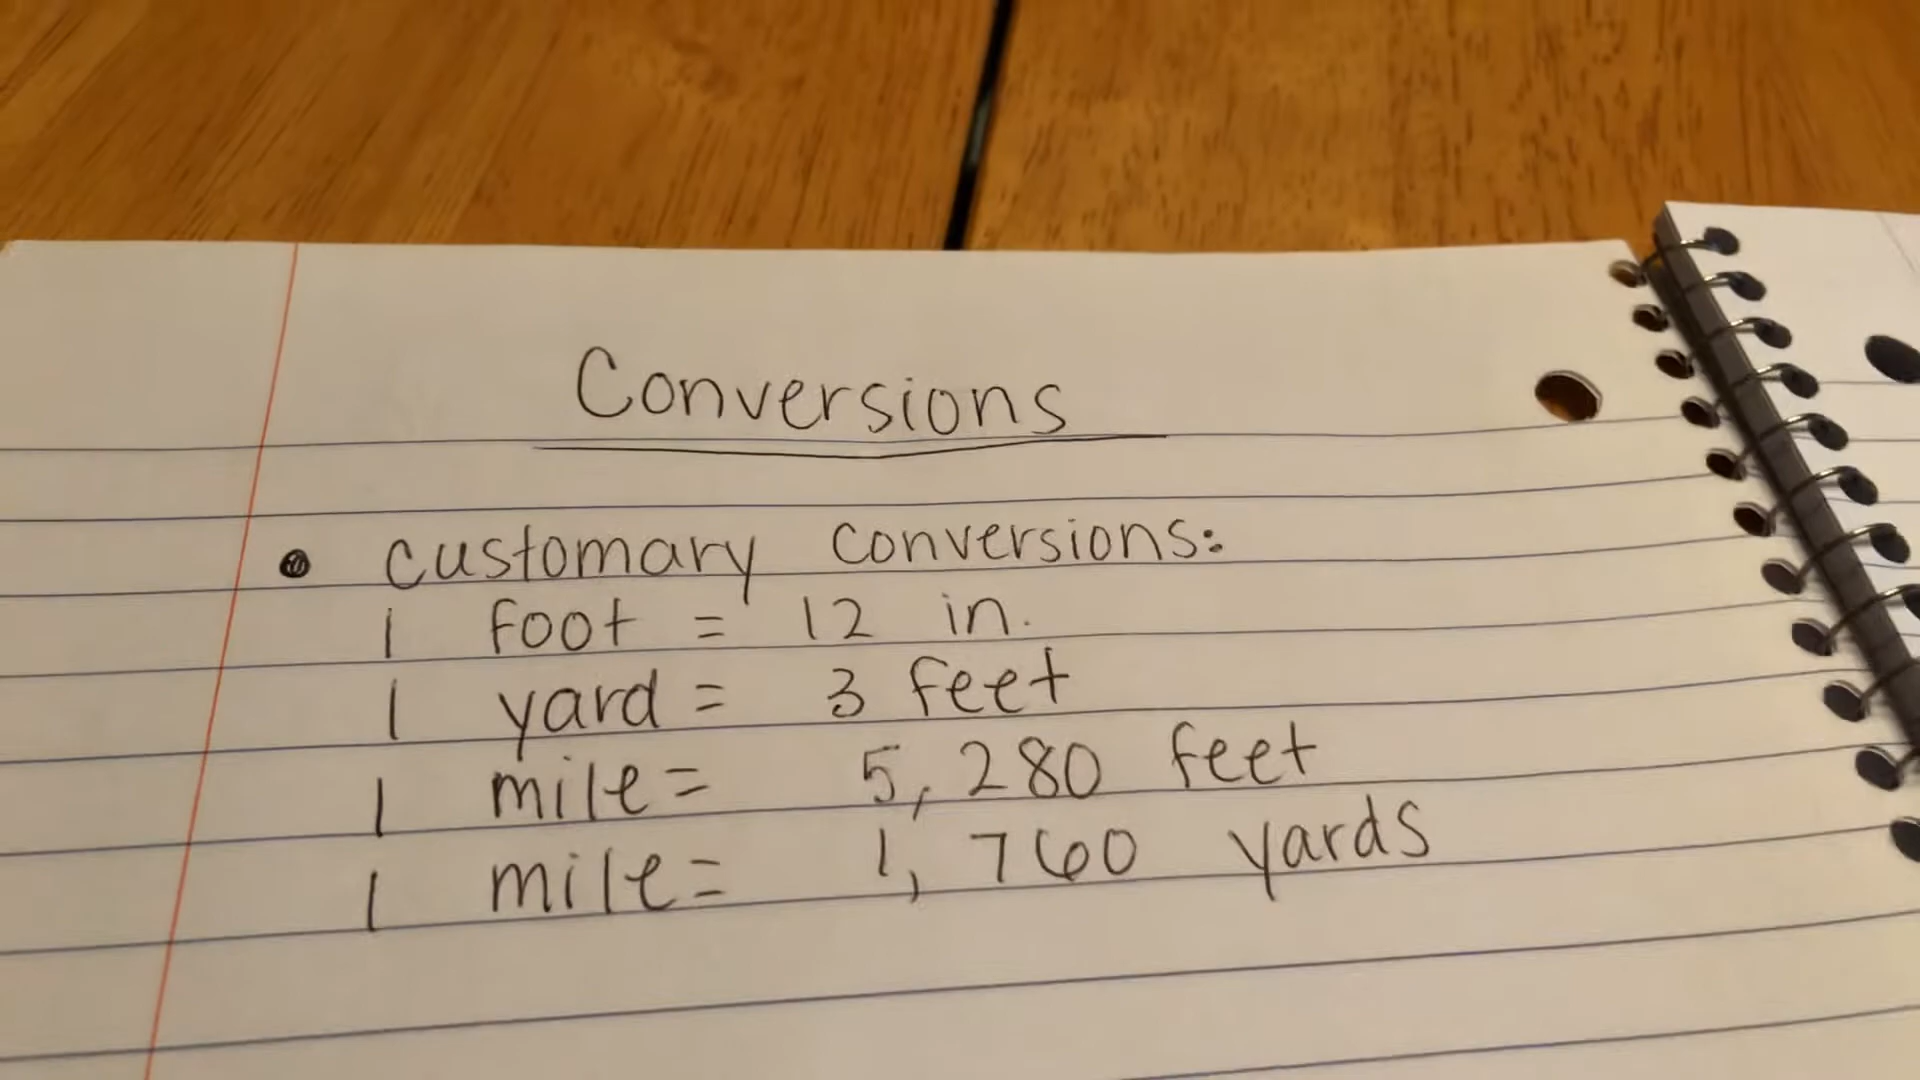 Conversions
• customary conversions:
1 foot = 12 in.
1 yard = 3 feet
1 mile = 5,280 feet
1 mile = 1,760 yards